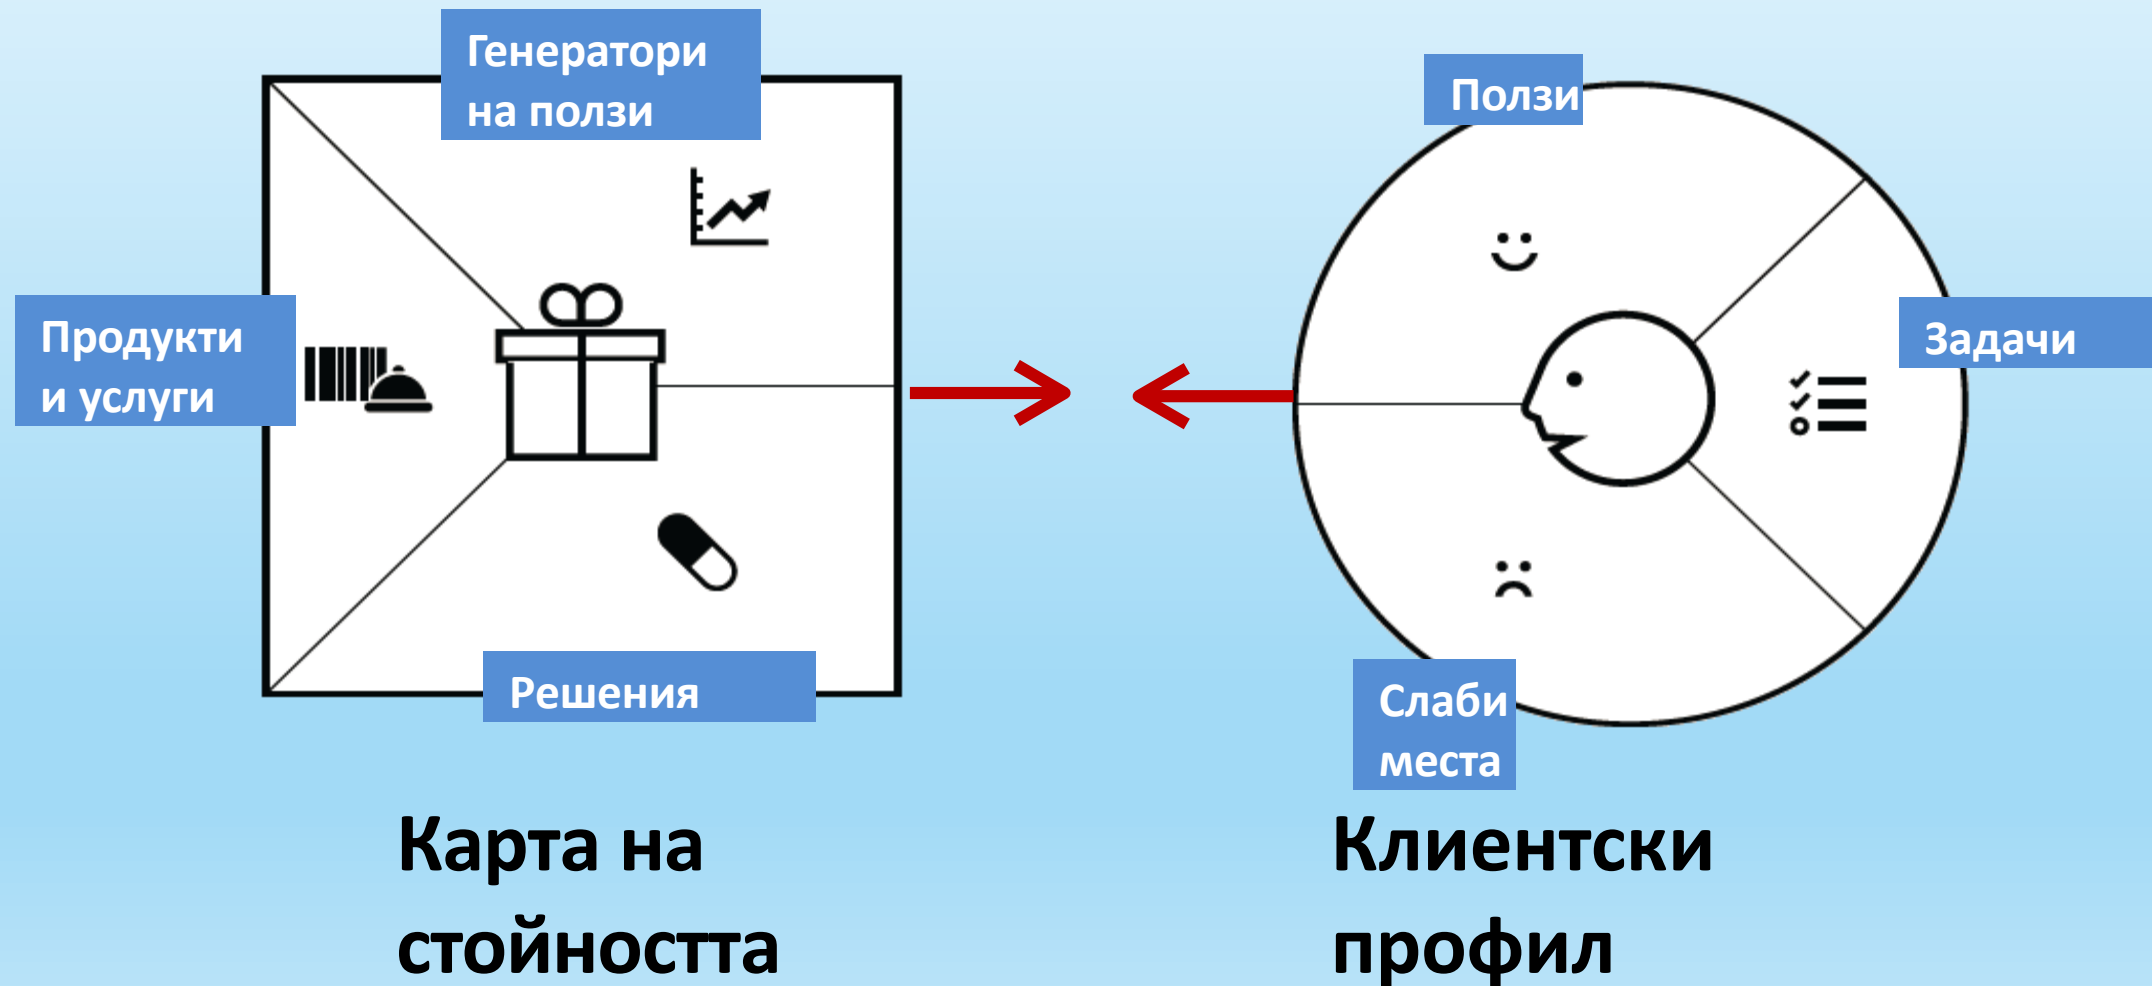 Генератори
на ползи
Продукти
и услуги
Решения
Карта на
стойността
Ползи
Задачи
Слаби
места
Клиентски
профил